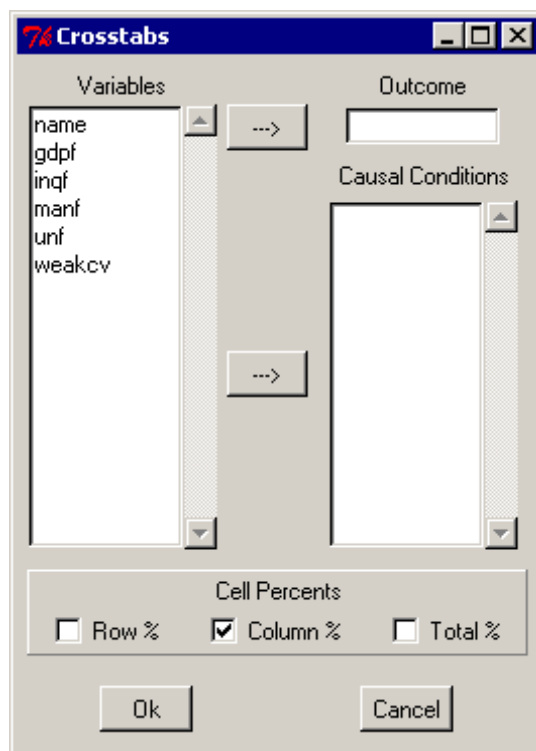 Crosstabs
Variables
Outcome
--->
name
gdpf
inqf
manf
unf
weakcv
Causal Conditions
--->
Cell Percents
Row % Column % Total %
Ok Cancel